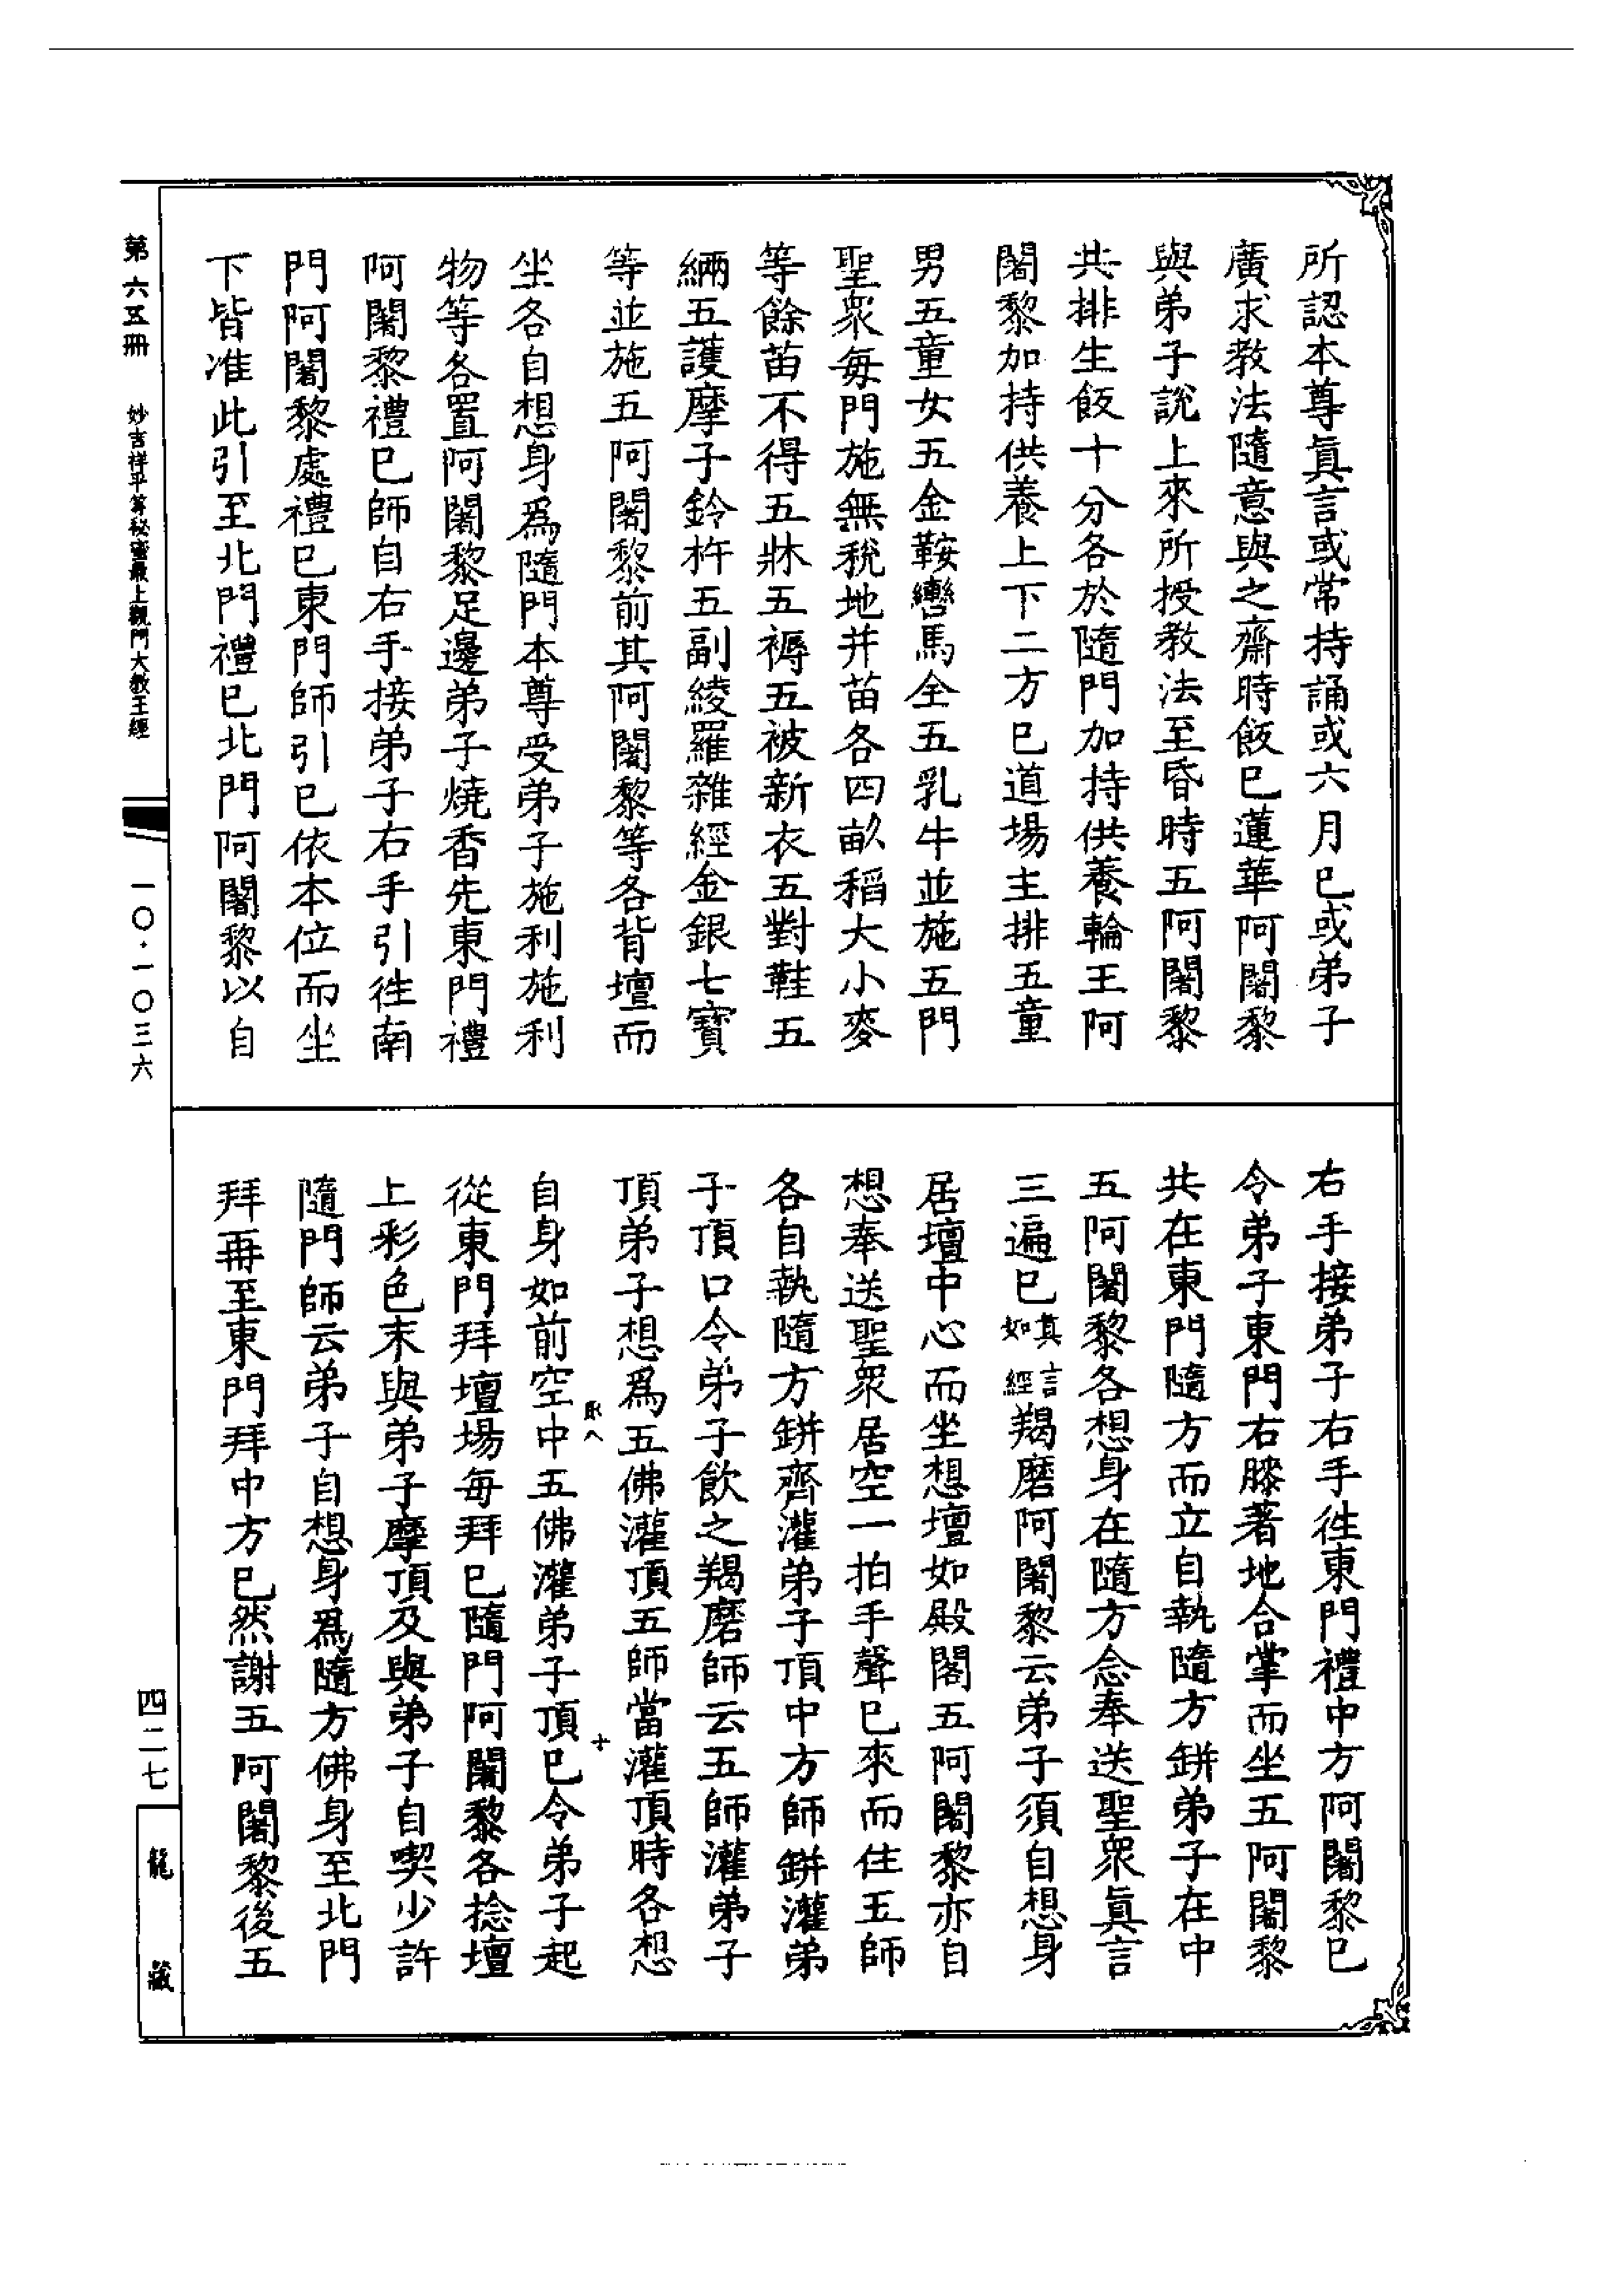 所認本尊眞言或常持誦或六月已或弟子
廣求教法隨意與之齋時飯已蓮華阿闍黎
與弟子說上來所授教法至昏時五阿闍黎
共排生飯十分各於隨門加持供養輪王阿
闍黎加持供養上下二方已道場主排五童
男五童女五金鞍轡馬全五乳牛並施五門
聖衆每門施無稅地并苗各四畝稻大小麥
等餘苗不得五牀五褥五被新衣五對鞋五
緉五護摩子鈴杵五副綾羅雜經金銀七寶
等並施五阿闍黎前其阿闍黎等各背壇而
坐各自想身爲隨門本尊受弟子施利施利
物等各置阿闍黎足邊弟子燒香先東門禮
阿闍黎禮已師自右手接弟子右手引往南
門阿闍黎處禮已東門師引已依本位而坐
下皆准此引至北門禮已北門阿闍黎以自
右手接弟子右手往東門禮中方阿闍黎已
令弟子東門右膝著地合掌而坐五阿闍黎
共在東門隨方而立自執隨方缾弟子在中
五阿闍黎各想身在隨方念奉送聖衆眞言
三遍已眞言如經羯磨阿闍黎云弟子須自想身
居壇中心而坐想壇如殿閣五阿闍黎亦自
想奉送聖衆居空一拍手聲已來而住五師
各自執隨方缾齊灌弟子頂中方師缾灌弟
子頂口令弟子飲之羯磨師云五師灌弟子
頂弟子想爲五佛灌頂五師當灌頂時各想
自身如前空中五佛灌弟子頂已令弟子起
從東門拜壇場每拜已隨門阿闍黎各捻壇
上彩色末與弟子摩頂及與弟子自喫少許
隨門師云弟子自想身爲隨方佛身至北門
拜再至東門拜中方已然謝五阿闍黎後五
第六五冊
妙吉祥平等秘密最上觀門大教王經
一〇·一〇三六
四二七
龍藏